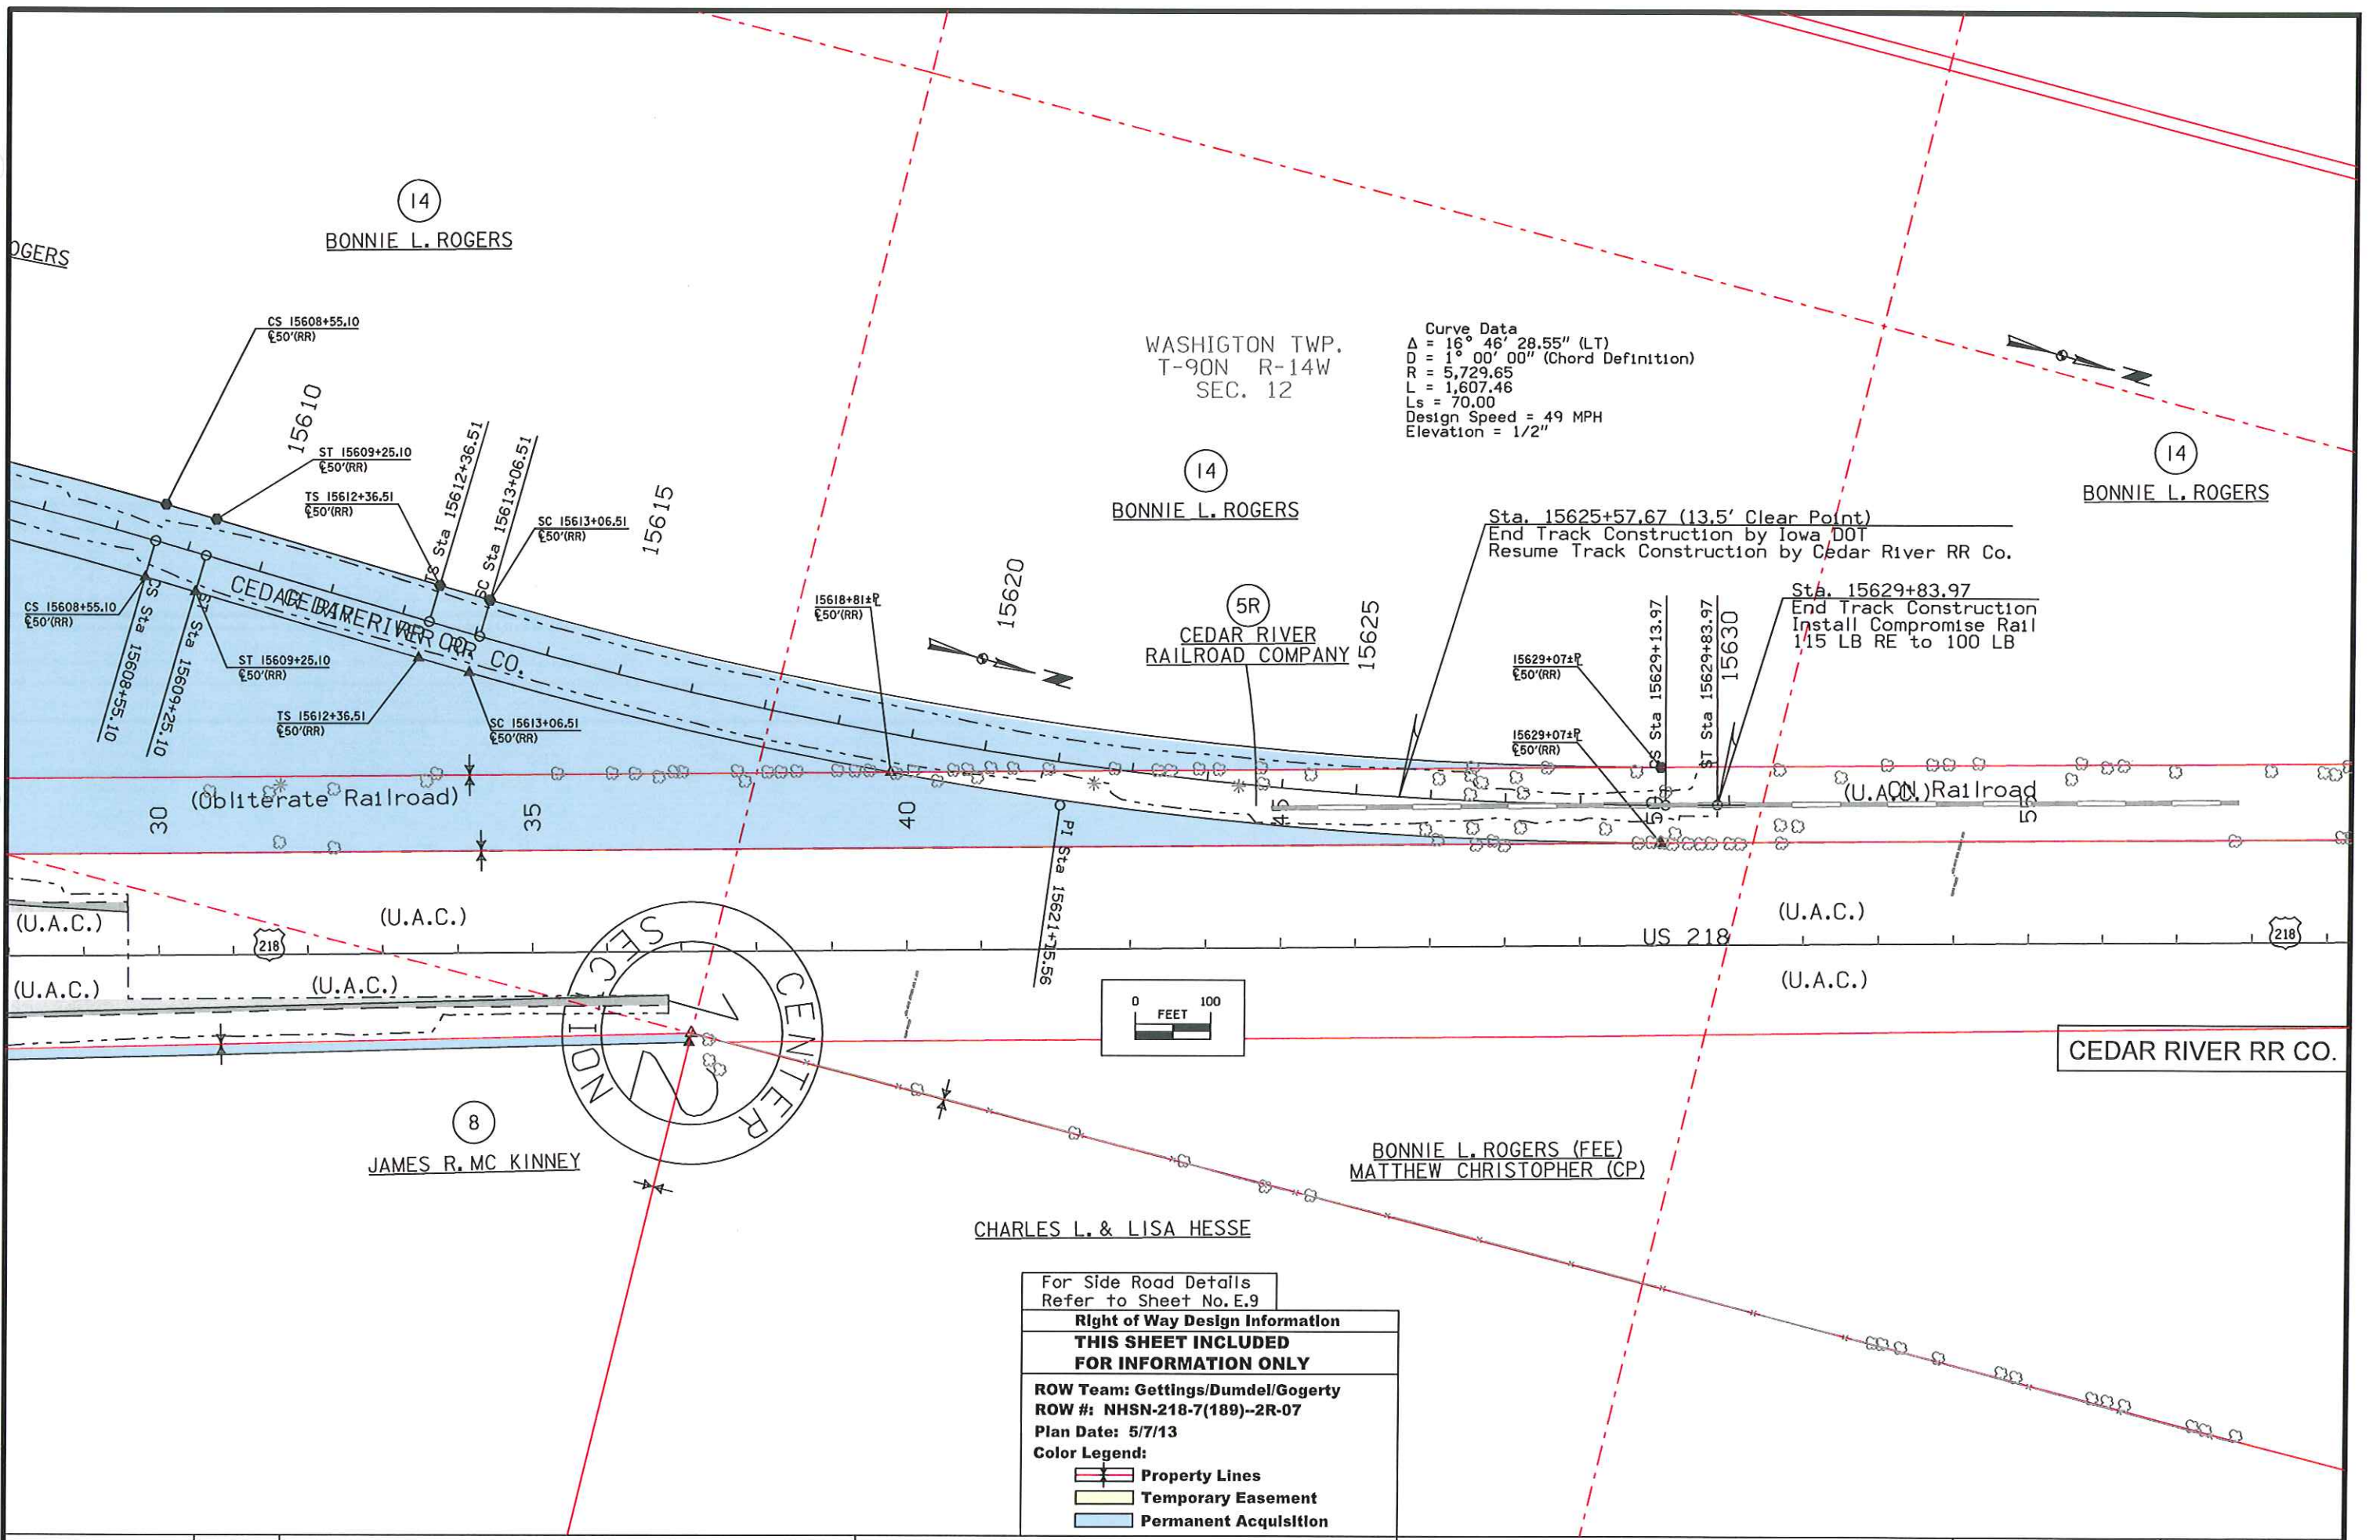 14
BONNIE L. ROGERS
OGERS
CS 15608+55.10
℄50'(RR)
15610
ST 15609+25.10
℄50'(RR)
TS 15612+36.51
℄50'(RR)
TS Sta 15612+36.51
SC Sta 15613+06.51
SC 15613+06.51
℄50'(RR)
15615
WASHIGTON TWP.
T-90N R-14W
SEC. 12
Curve Data
Δ = 16° 46' 28.55" (LT)
D = 1° 00' 00" (Chord Definition)
R = 5,729.65
L = 1,607.46
Ls = 70.00
Design Speed = 49 MPH
Elevation = 1/2"
N
14
BONNIE L. ROGERS
14
BONNIE L. ROGERS
Sta. 15625+57.67 (13.5' Clear Point)
End Track Construction by Iowa DOT
Resume Track Construction by Cedar River RR Co.
Sta. 15629+83.97
End Track Construction
Install Compromise Rail
115 LB RE to 100 LB
CS 15608+55.10
℄50'(RR)
CS Sta 15608+55.10
ST Sta 15609+25.10
ST 15609+25.10
℄50'(RR)
TS 15612+36.51
℄50'(RR)
SC 15613+06.51
℄50'(RR)
CEDAR RIVER RR CO.
CEDAR RIVER RR CO.
15618+81±℄
℄50'(RR)
15620
N
5R
CEDAR RIVER
RAILROAD COMPANY
15625
15629+07±℄
℄50'(RR)
15629+07±℄
℄50'(RR)
CS Sta 15629+13.97
ST Sta 15629+83.97
15630
(Obliterate Railroad)
30
35
40
45
50
55
(U.A.C.)
CN Railroad
PI Sta 15621+15.56
(U.A.C.)
(U.A.C.)
218
(U.A.C.)
US 218
218
(U.A.C.)
(U.A.C.)
(U.A.C.)
CENTER
SECTION
12
0 100
FEET
CEDAR RIVER RR CO.
8
JAMES R. MC KINNEY
BONNIE L. ROGERS (FEE)
MATTHEW CHRISTOPHER (CP)
CHARLES L. & LISA HESSE
For Side Road Details
Refer to Sheet No. E.9
Right of Way Design Information
THIS SHEET INCLUDED
FOR INFORMATION ONLY
ROW Team: Gettings/Dumdei/Gogerty
ROW #: NHSN-218-7(189)--2R-07
Plan Date: 5/7/13
Color Legend:
Property Lines
Temporary Easement
Permanent Acquisition